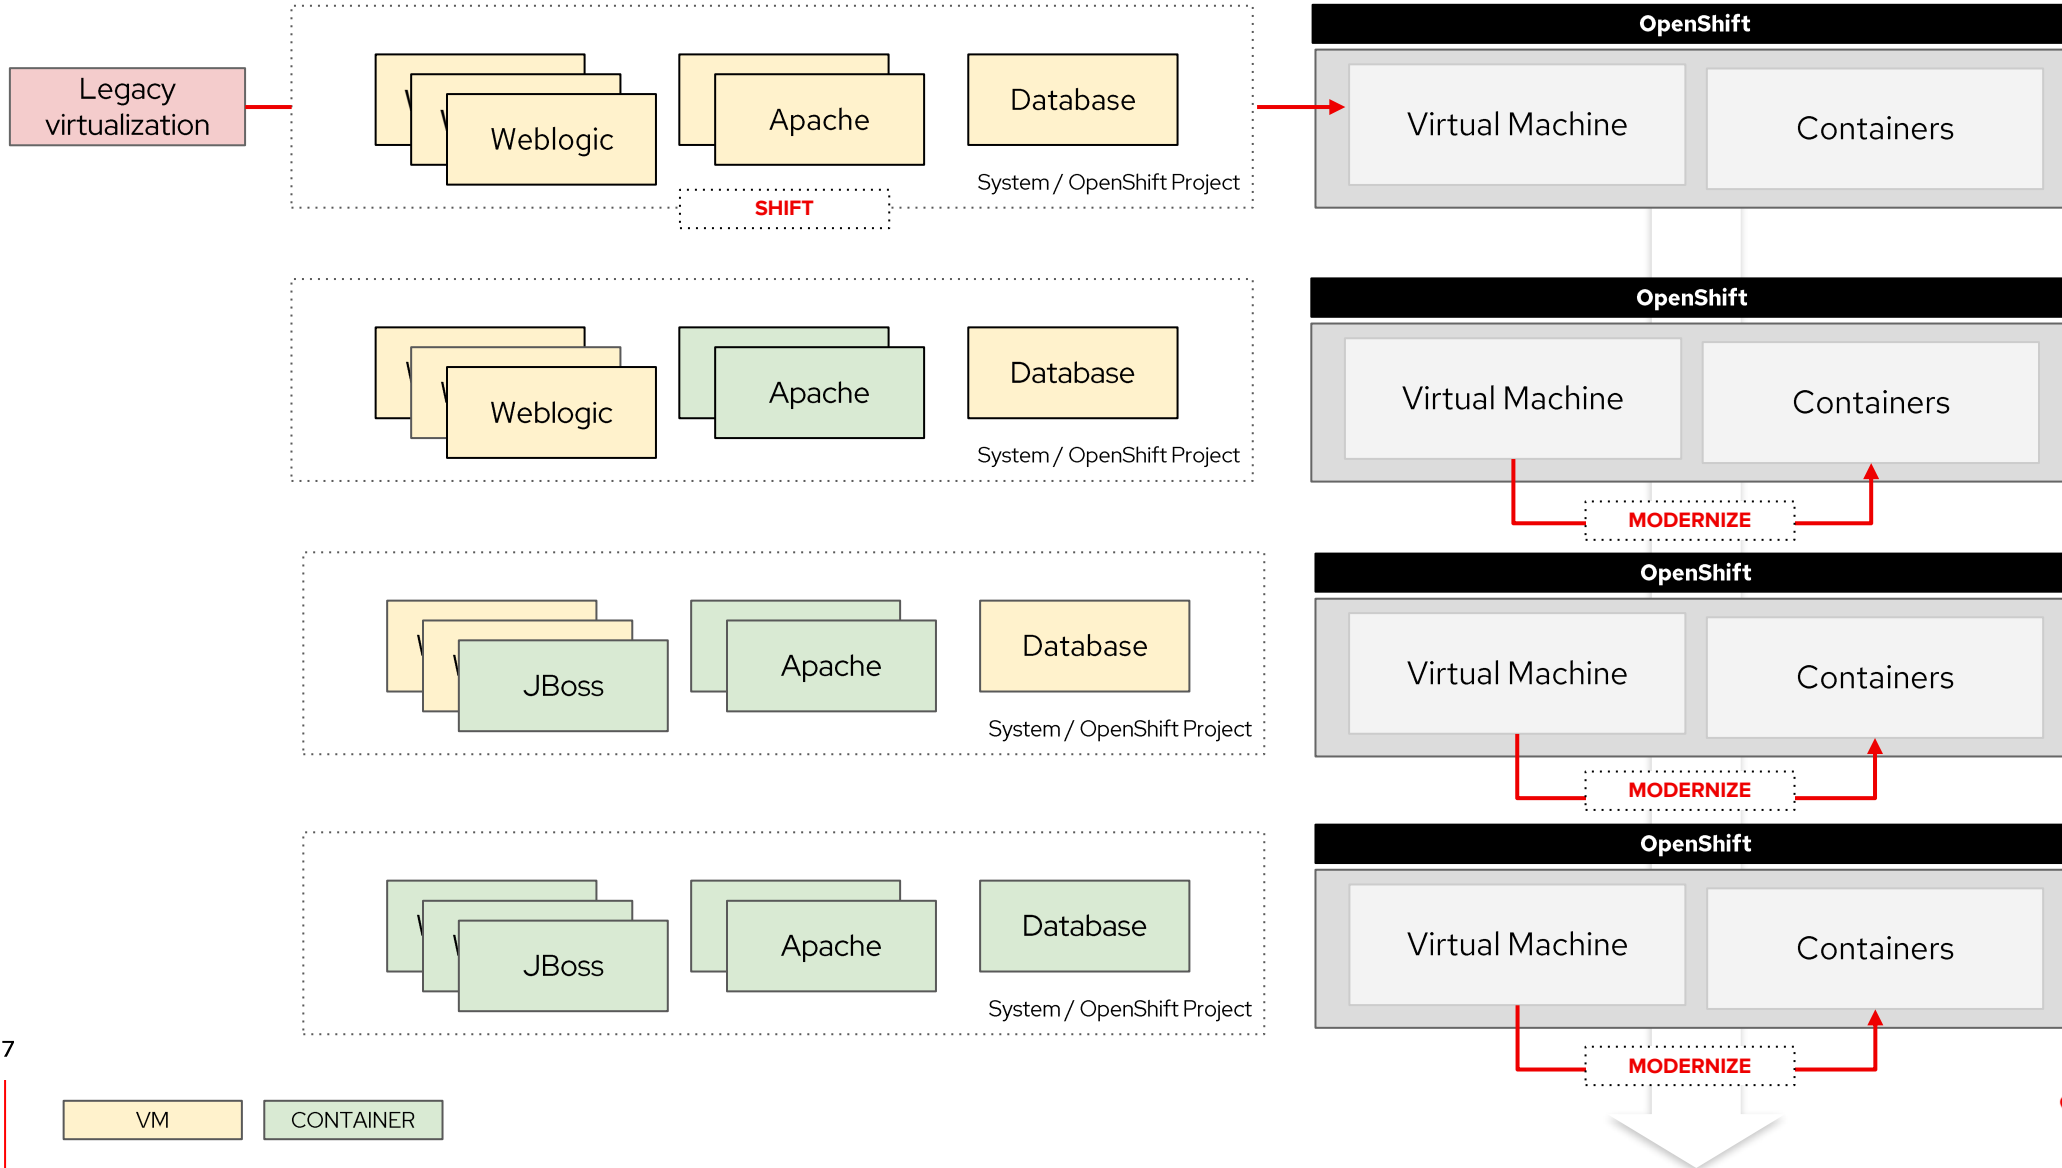 OpenShift
Legacy
virtualization
Weblogic
Apache
Database
Virtual Machine
Containers
System / OpenShift Project
SHIFT
OpenShift
Weblogic
Apache
Database
Virtual Machine
Containers
System / OpenShift Project
MODERNIZE
OpenShift
JBoss
Apache
Database
Virtual Machine
Containers
System / OpenShift Project
MODERNIZE
OpenShift
JBoss
Apache
Database
Virtual Machine
Containers
System / OpenShift Project
MODERNIZE
7
VM
CONTAINER